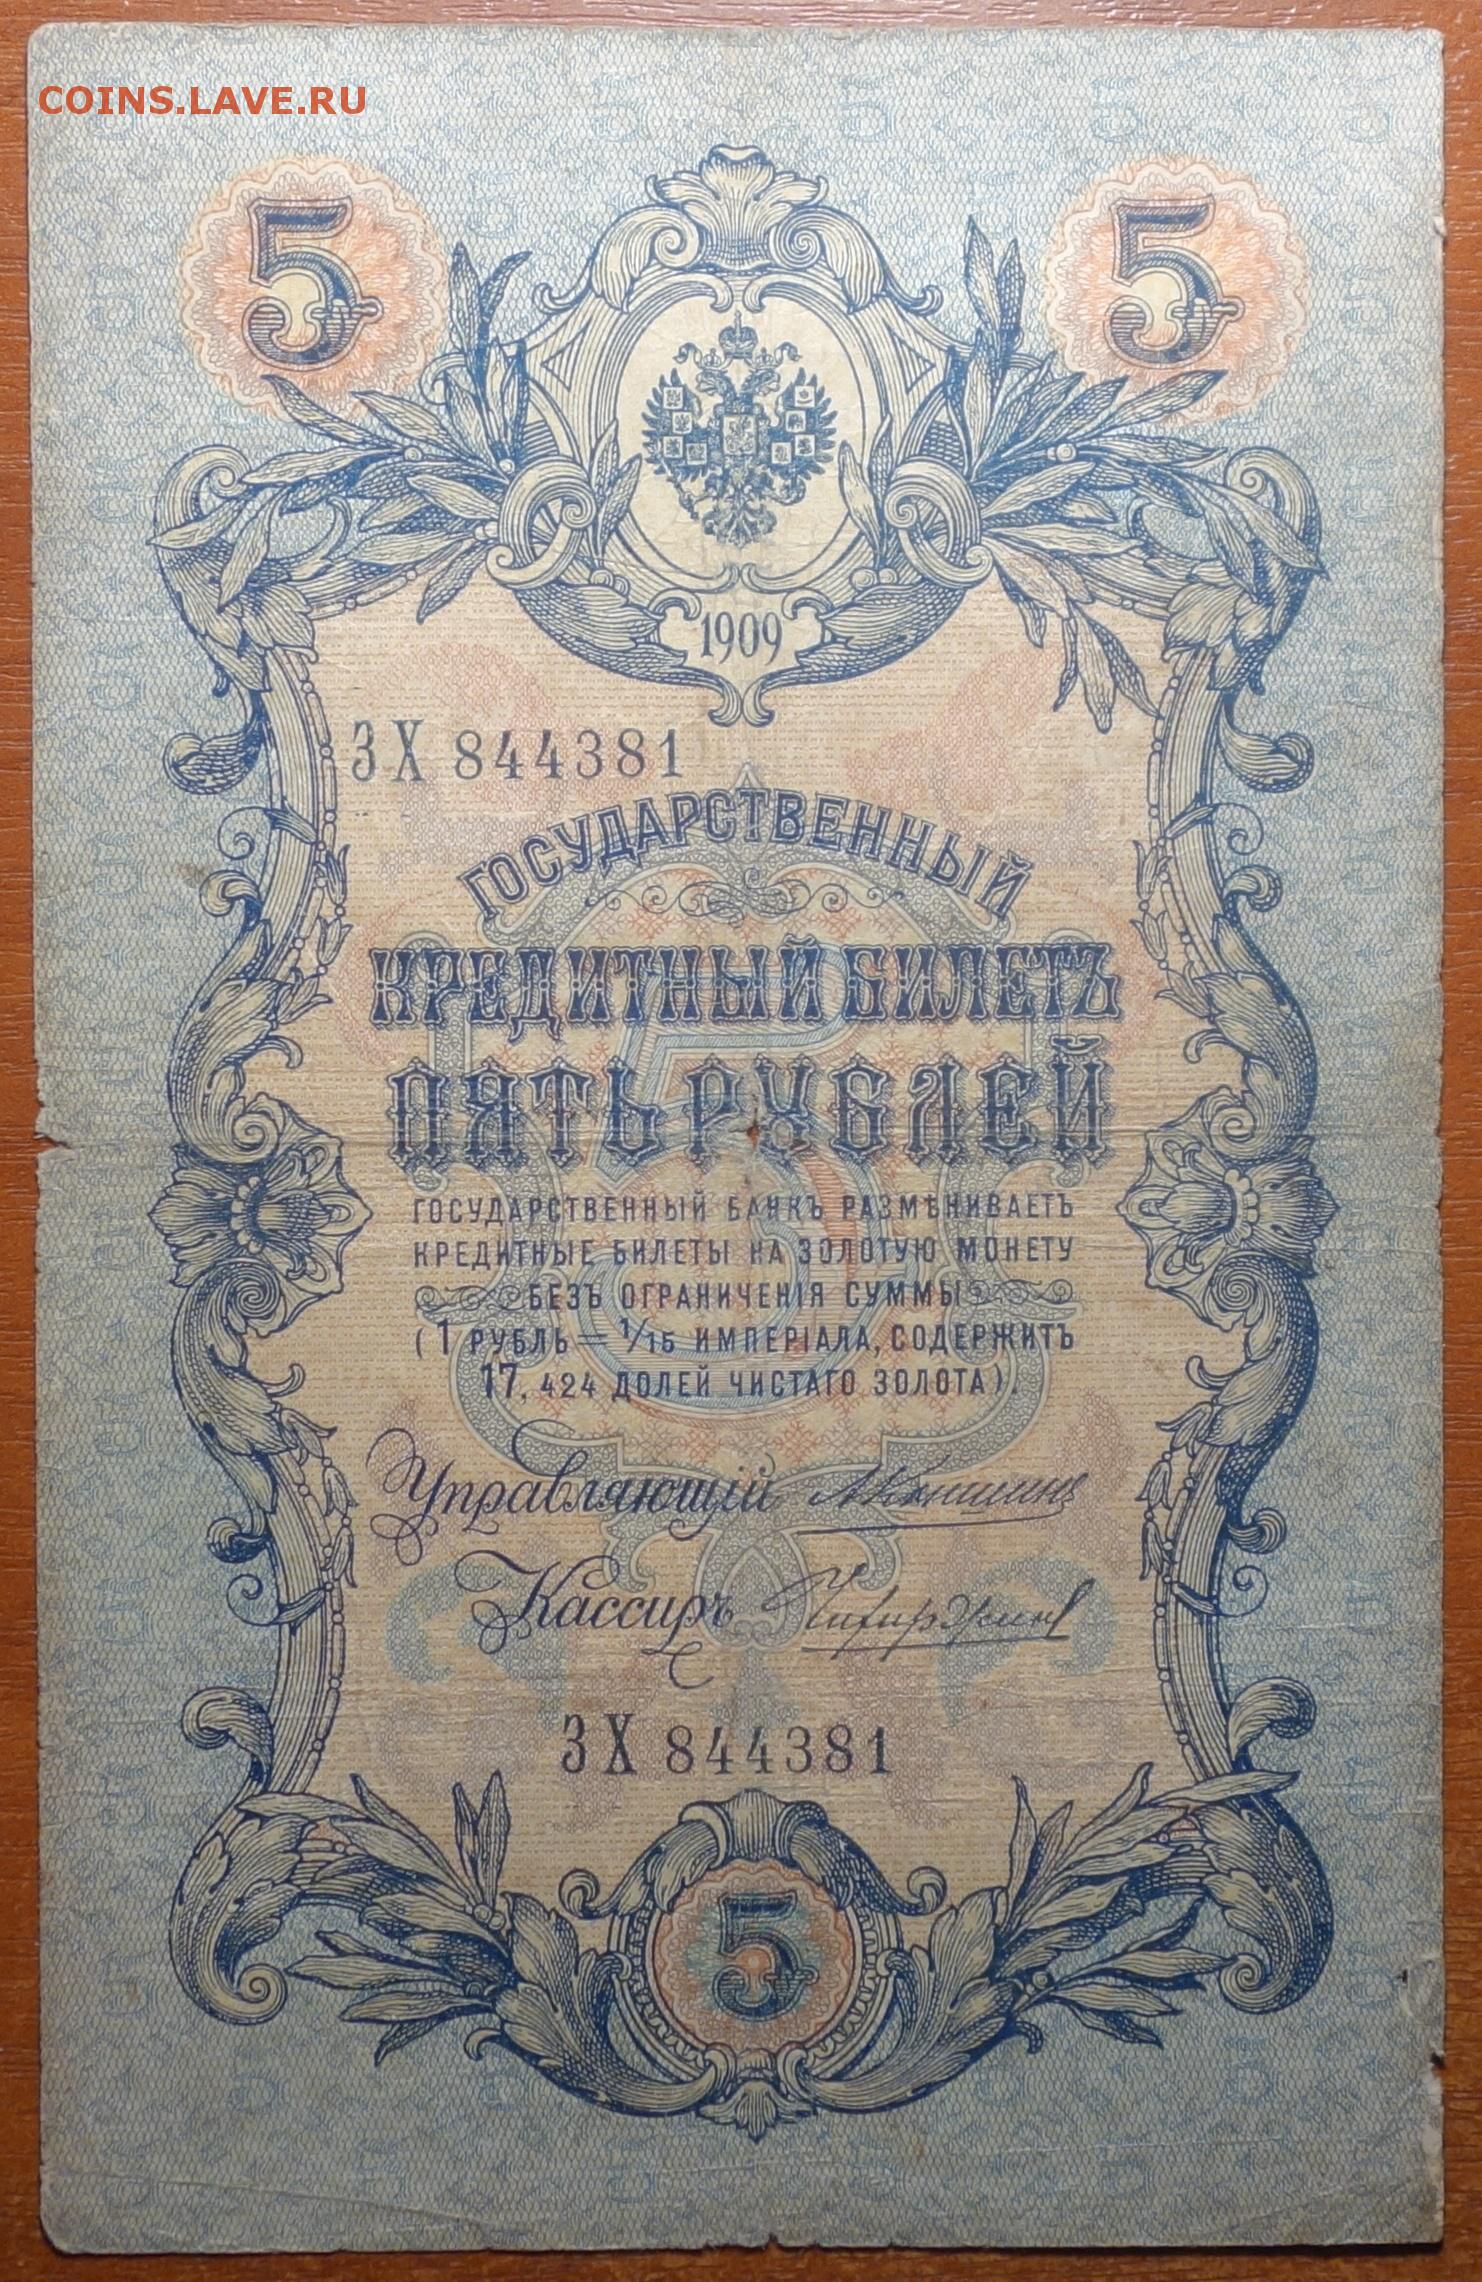 COINS.LAVE.RU
5 5
1909
ЗХ 844381
ГОСУДАРСТВЕННЫЙ
КРЕДИТНЫЙ БИЛЕТЪ
ПЯТЬ РУБЛЕЙ
ГОСУДАРСТВЕННЫЙ БАНКЪ РАЗМѢНИВАЕТЪ
КРЕДИТНЫЕ БИЛЕТЫ НА ЗОЛОТУЮ МОНЕТУ
БЕЗЪ ОГРАНИЧЕНІЯ СУММЫ
(1 РУБЛЬ = 1/15 ИМПЕРІАЛА, СОДЕРЖИТЪ
17,424 ДОЛЕЙ ЧИСТАГО ЗОЛОТА).
Управляющій АКоншинъ
Кассиръ
ЗХ 844381
5